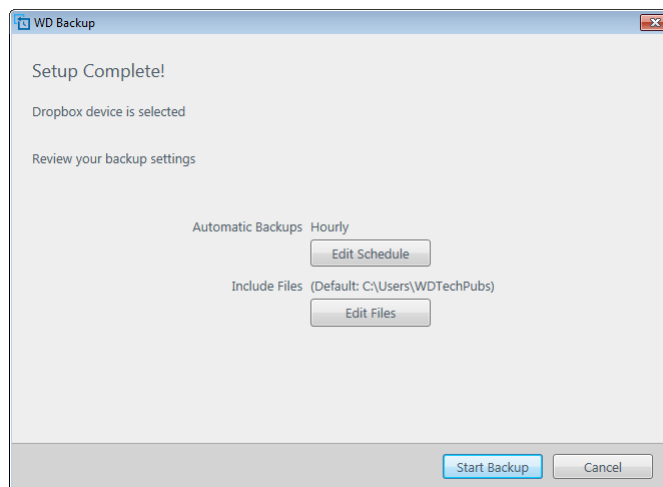 WD Backup
Setup Complete!
Dropbox device is selected
Review your backup settings
Automatic Backups Hourly
Edit Schedule
Include Files (Default: C:\Users\WDTechPubs)
Edit Files
Start Backup Cancel